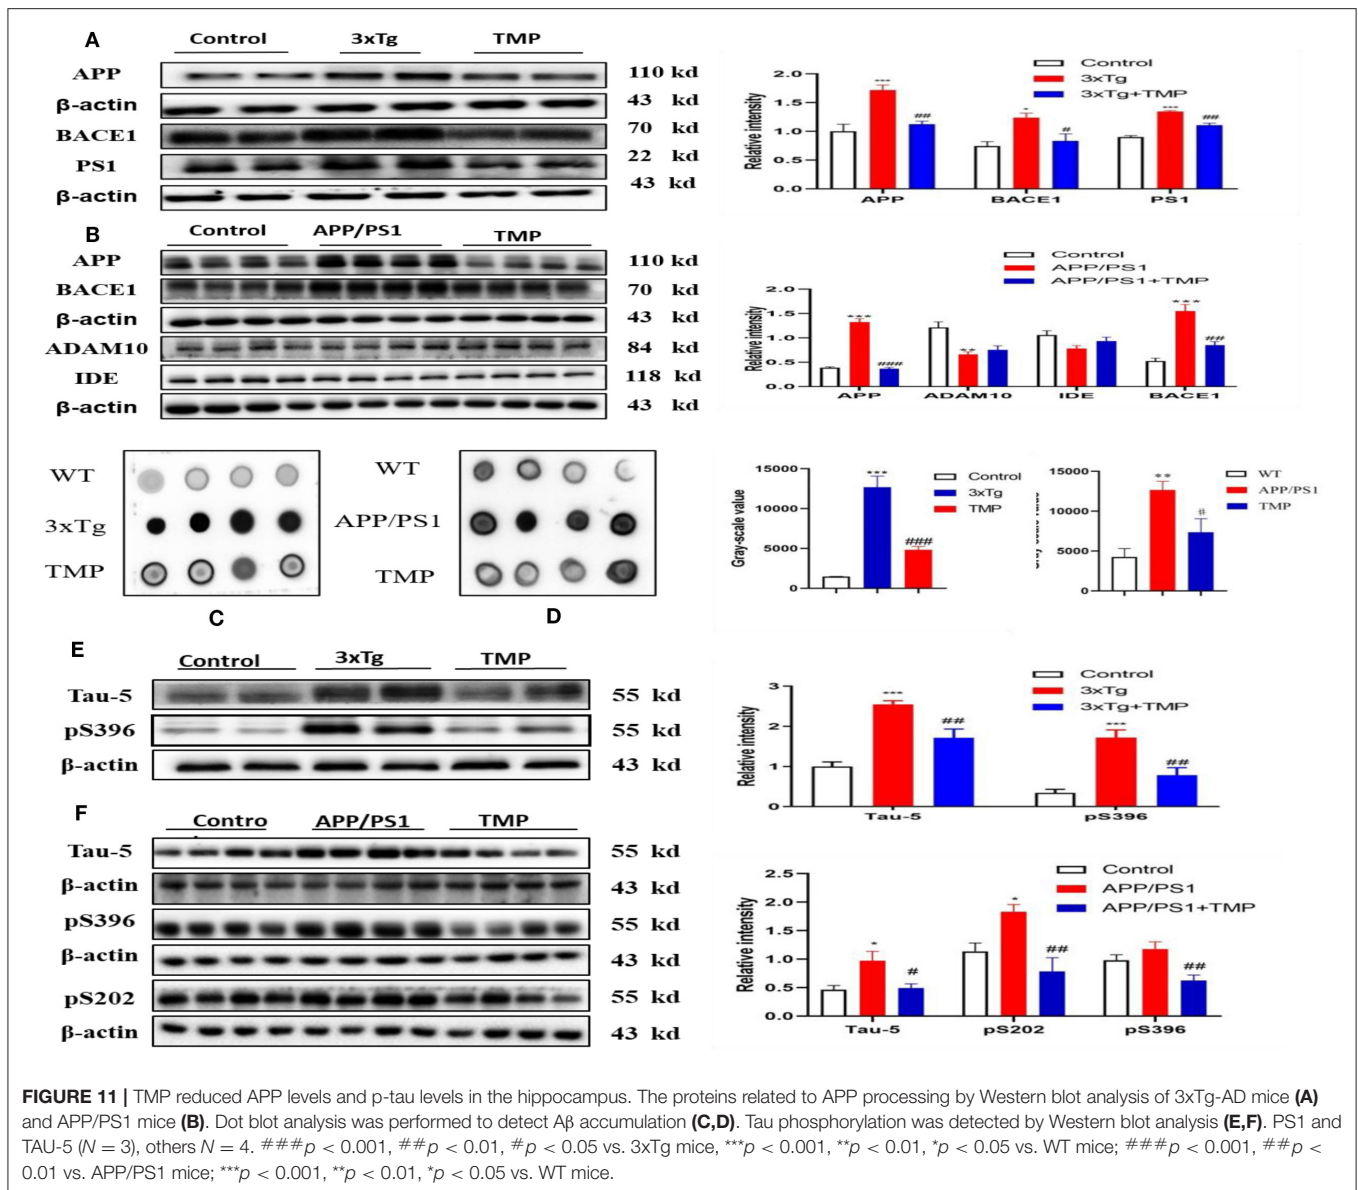 A
Control 3xTg TMP
APP 110 kd
β-actin 43 kd
BACE1 70 kd
PS1 22 kd
β-actin 43 kd
Control
3xTg
3xTg+TMP
Relative intensity
2.0
1.5
1.0
0.5
0.0
*** ## * # *** ##
APP BACE1 PS1
B
Control APP/PS1 TMP
APP 110 kd
BACE1 70 kd
β-actin 43 kd
ADAM10 84 kd
IDE 118 kd
β-actin 43 kd
Control
APP/PS1
APP/PS1+TMP
Relative intensity
2.0
1.5
1.0
0.5
0.0
*** ### ** *** ##
APP ADAM10 IDE BACE1
WT
3xTg
TMP
C
WT
APP/PS1
TMP
D
Gray-scale value
15000
10000
5000
0
*** ###
Control
3xTg
TMP
15000
10000
5000
0
** #
WT
APP/PS1
TMP
E
Control 3xTg TMP
Tau-5 55 kd
pS396 55 kd
β-actin 43 kd
Control
3xTg
3xTg+TMP
Relative intensity
3
2
1
0
*** ## *** ##
Tau-5 pS396
F
Contro APP/PS1 TMP
Tau-5 55 kd
β-actin 43 kd
pS396 55 kd
β-actin 43 kd
pS202 55 kd
β-actin 43 kd
Control
APP/PS1
APP/PS1+TMP
Relative intensity
2.5
2.0
1.5
1.0
0.5
0.0
* # * ## ##
Tau-5 pS202 pS396
FIGURE 11 | TMP reduced APP levels and p-tau levels in the hippocampus. The proteins related to APP processing by Western blot analysis of 3xTg-AD mice (A)
and APP/PS1 mice (B). Dot blot analysis was performed to detect Aβ accumulation (C,D). Tau phosphorylation was detected by Western blot analysis (E,F). PS1 and
TAU-5 (N = 3), others N = 4. ###p < 0.001, ##p < 0.01, #p < 0.05 vs. 3xTg mice, ***p < 0.001, **p < 0.01, *p < 0.05 vs. WT mice; ###p < 0.001, ##p <
0.01 vs. APP/PS1 mice; ***p < 0.001, **p < 0.01, *p < 0.05 vs. WT mice.